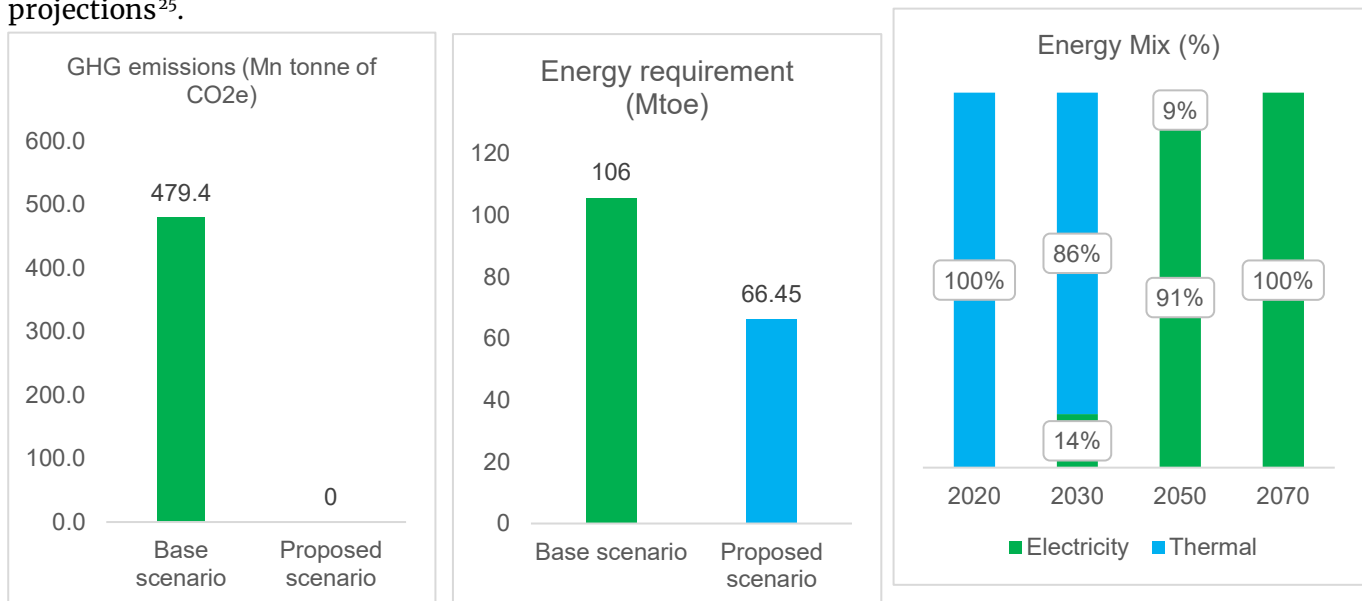 projections²⁵.
GHG emissions (Mn tonne of
CO2e)
600.0
500.0
400.0
300.0
200.0
100.0
0.0
479.4
0
Base
scenario
Proposed
scenario
Energy requirement
(Mtoe)
120
100
80
60
40
20
0
106
66.45
Base scenario
Proposed
scenario
Energy Mix (%)
100%
86%
14%
9%
91%
100%
2020 2030 2050 2070
Electricity Thermal